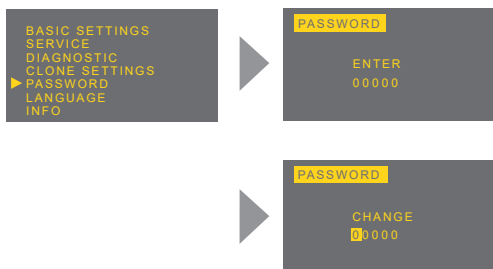 BASIC SETTINGS
SERVICE
DIAGNOSTIC
CLONE SETTINGS
PASSWORD
LANGUAGE
INFO
PASSWORD
ENTER
00000
PASSWORD
CHANGE
00000